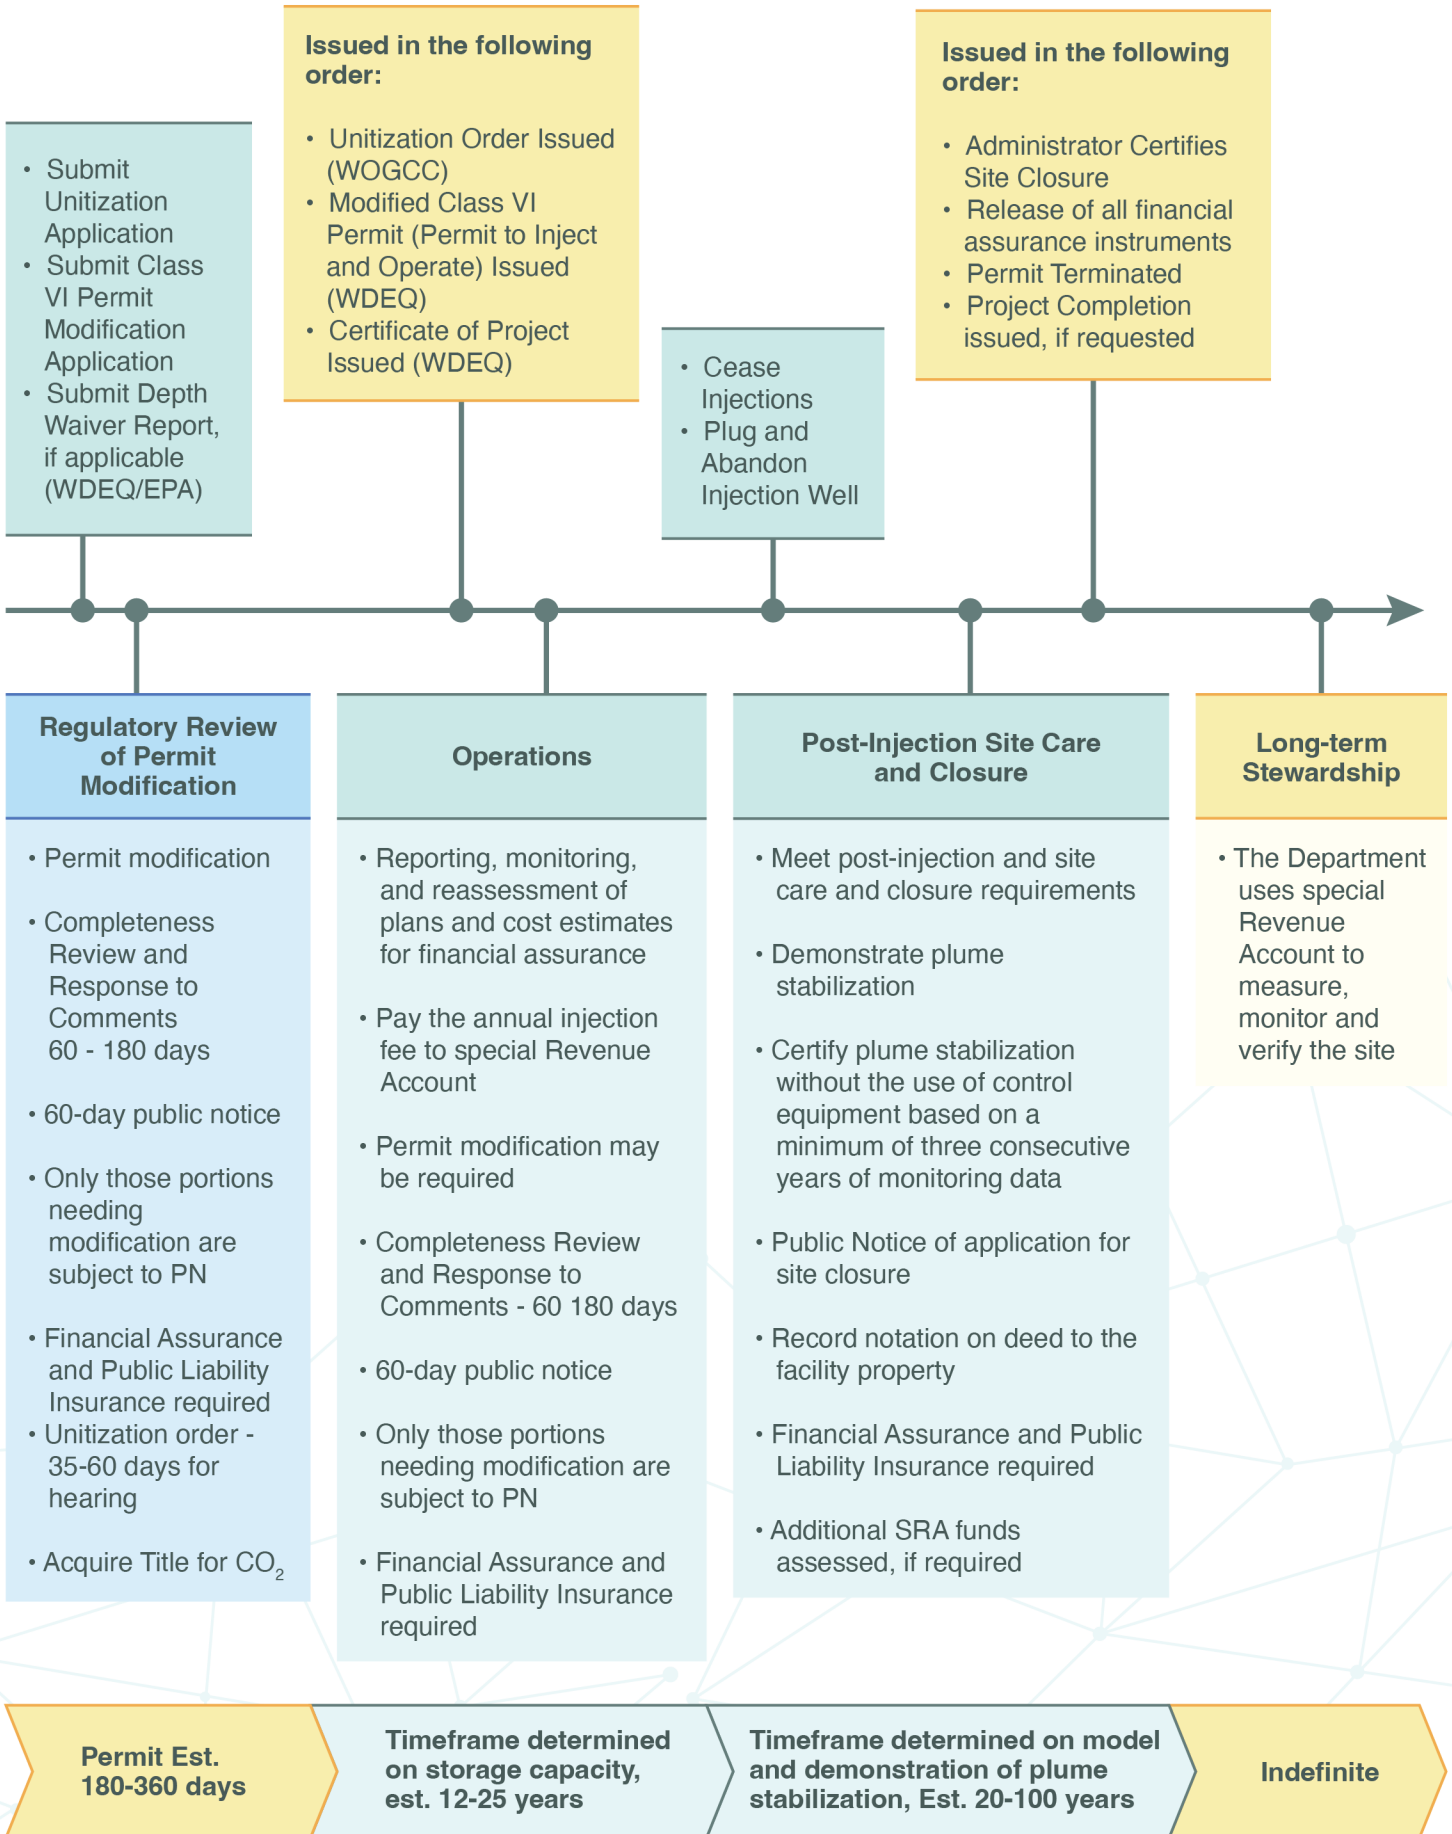 • Submit
Unitization
Application
• Submit Class
VI Permit
Modification
Application
• Submit Depth
Waiver Report,
if applicable
(WDEQ/EPA)
Issued in the following
order:
• Unitization Order Issued
(WOGCC)
• Modified Class VI
Permit (Permit to Inject
and Operate) Issued
(WDEQ)
• Certificate of Project
Issued (WDEQ)
• Cease
Injections
• Plug and
Abandon
Injection Well
Issued in the following
order:
• Administrator Certifies
Site Closure
• Release of all financial
assurance instruments
• Permit Terminated
• Project Completion
issued, if requested
Regulatory Review
of Permit
Modification
• Permit modification
• Completeness
Review and
Response to
Comments
60 - 180 days
• 60-day public notice
• Only those portions
needing
modification are
subject to PN
• Financial Assurance
and Public Liability
Insurance required
• Unitization order -
35-60 days for
hearing
• Acquire Title for CO₂
Operations
• Reporting, monitoring,
and reassessment of
plans and cost estimates
for financial assurance
• Pay the annual injection
fee to special Revenue
Account
• Permit modification may
be required
• Completeness Review
and Response to
Comments - 60 180 days
• 60-day public notice
• Only those portions
needing modification are
subject to PN
• Financial Assurance and
Public Liability Insurance
required
Post-Injection Site Care
and Closure
• Meet post-injection and site
care and closure requirements
• Demonstrate plume
stabilization
• Certify plume stabilization
without the use of control
equipment based on a
minimum of three consecutive
years of monitoring data
• Public Notice of application for
site closure
• Record notation on deed to the
facility property
• Financial Assurance and Public
Liability Insurance required
• Additional SRA funds
assessed, if required
Long-term
Stewardship
• The Department
uses special
Revenue
Account to
measure,
monitor and
verify the site
Permit Est.
180-360 days
Timeframe determined
on storage capacity,
est. 12-25 years
Timeframe determined on model
and demonstration of plume
stabilization, Est. 20-100 years
Indefinite